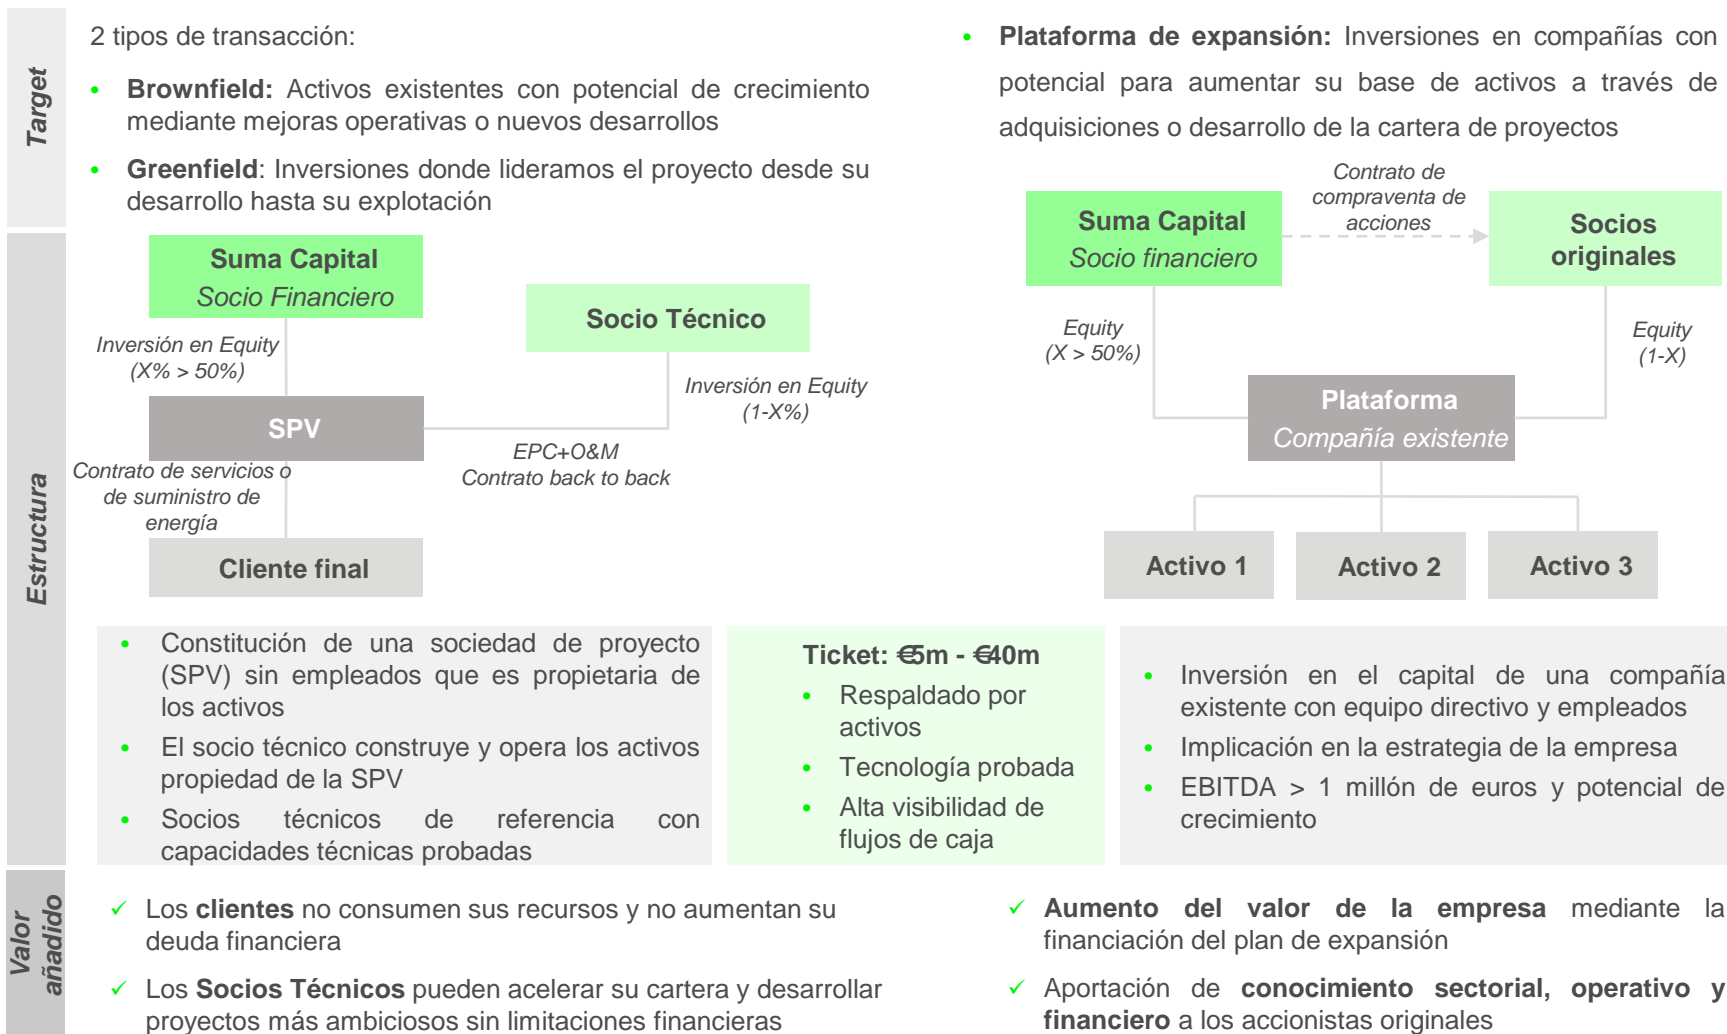 Target
2 tipos de transacción:
• Brownfield: Activos existentes con potencial de crecimiento
mediante mejoras operativas o nuevos desarrollos
• Greenfield: Inversiones donde lideramos el proyecto desde su
desarrollo hasta su explotación
• Plataforma de expansión: Inversiones en compañías con
potencial para aumentar su base de activos a través de
adquisiciones o desarrollo de la cartera de proyectos
Estructura
Suma Capital
Socio Financiero
Socio Técnico
Inversión en Equity
(X% > 50%)
Inversión en Equity
(1-X%)
SPV
EPC+O&M
Contrato back to back
Contrato de servicios o
de suministro de
energía
Cliente final
Contrato de
compraventa de
acciones
Suma Capital
Socio financiero
Socios
originales
Equity
(X > 50%)
Equity
(1-X)
Plataforma
Compañía existente
Activo 1
Activo 2
Activo 3
• Constitución de una sociedad de proyecto
(SPV) sin empleados que es propietaria de
los activos
• El socio técnico construye y opera los activos
propiedad de la SPV
• Socios técnicos de referencia con
capacidades técnicas probadas
Ticket: €5m - €40m
• Respaldado por
activos
• Tecnología probada
• Alta visibilidad de
flujos de caja
• Inversión en el capital de una compañía
existente con equipo directivo y empleados
• Implicación en la estrategia de la empresa
• EBITDA > 1 millón de euros y potencial de
crecimiento
Valor
añadido
✓ Los clientes no consumen sus recursos y no aumentan su
deuda financiera
✓ Los Socios Técnicos pueden acelerar su cartera y desarrollar
proyectos más ambiciosos sin limitaciones financieras
✓ Aumento del valor de la empresa mediante la
financiación del plan de expansión
✓ Aportación de conocimiento sectorial, operativo y
financiero a los accionistas originales